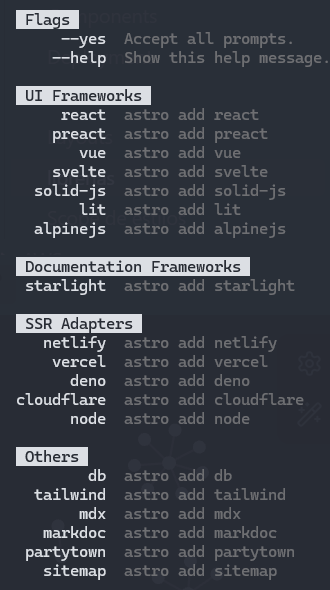 Flags
--yes Accept all prompts.
--help Show this help message.
UI Frameworks
react astro add react
preact astro add preact
vue astro add vue
svelte astro add svelte
solid-js astro add solid-js
lit astro add lit
alpinejs astro add alpinejs
Documentation Frameworks
starlight astro add starlight
SSR Adapters
netlify astro add netlify
vercel astro add vercel
deno astro add deno
cloudflare astro add cloudflare
node astro add node
Others
db astro add db
tailwind astro add tailwind
mdx astro add mdx
markdoc astro add markdoc
partytown astro add partytown
sitemap astro add sitemap